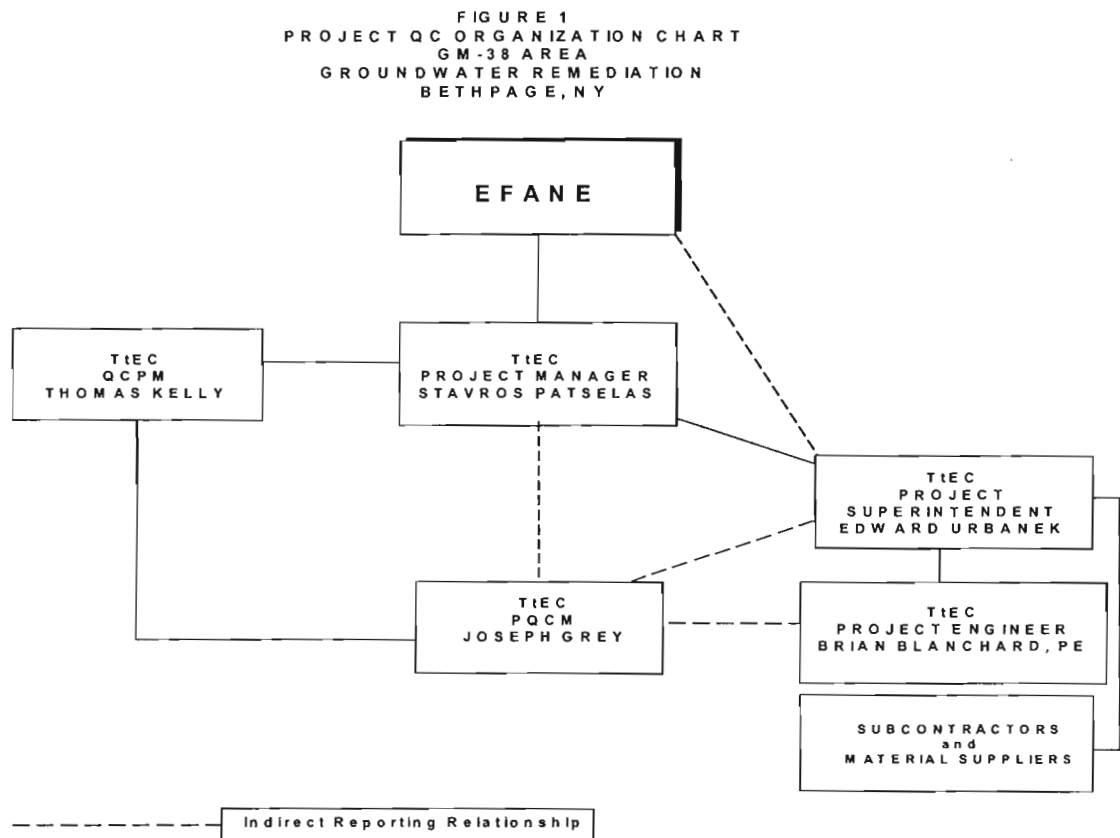 FIGURE 1
PROJECT QC ORGANIZATION CHART
GM-38 AREA
GROUNDWATER REMEDIATION
BETHPAGE, NY
EFANE
TtEC
QCPM
THOMAS KELLY
TtEC
PROJECT MANAGER
STAVROS PATSELAS
TtEC
PROJECT
SUPERINTENDENT
EDWARD URBANEK
TtEC
PQCM
JOSEPH GREY
TtEC
PROJECT ENGINEER
BRIAN BLANCHARD, PE
SUBCONTRACTORS
and
MATERIAL SUPPLIERS
Indirect Reporting Relationship